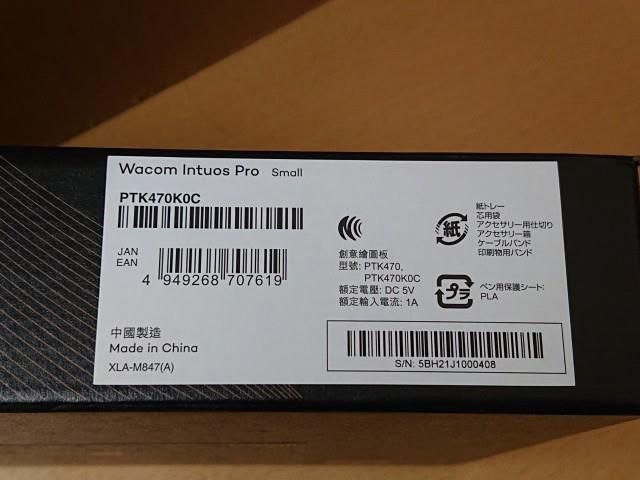 Wacom Intuos Pro Small
PTK470K0C
JAN
EAN
4 949268 707619
中國製造
Made in China
XLA-M847(A)
創意繪圖板
型號: PTK470,
PTK470K0C
額定電壓: DC 5V
額定輸入電流: 1A
紙
紙トレー
芯用袋
アクセサリー用仕切り
アクセサリー箱
ケーブルバンド
印刷物用バンド
プラ
ペン用保護シート:
PLA
S/N: 5BH21J1000408